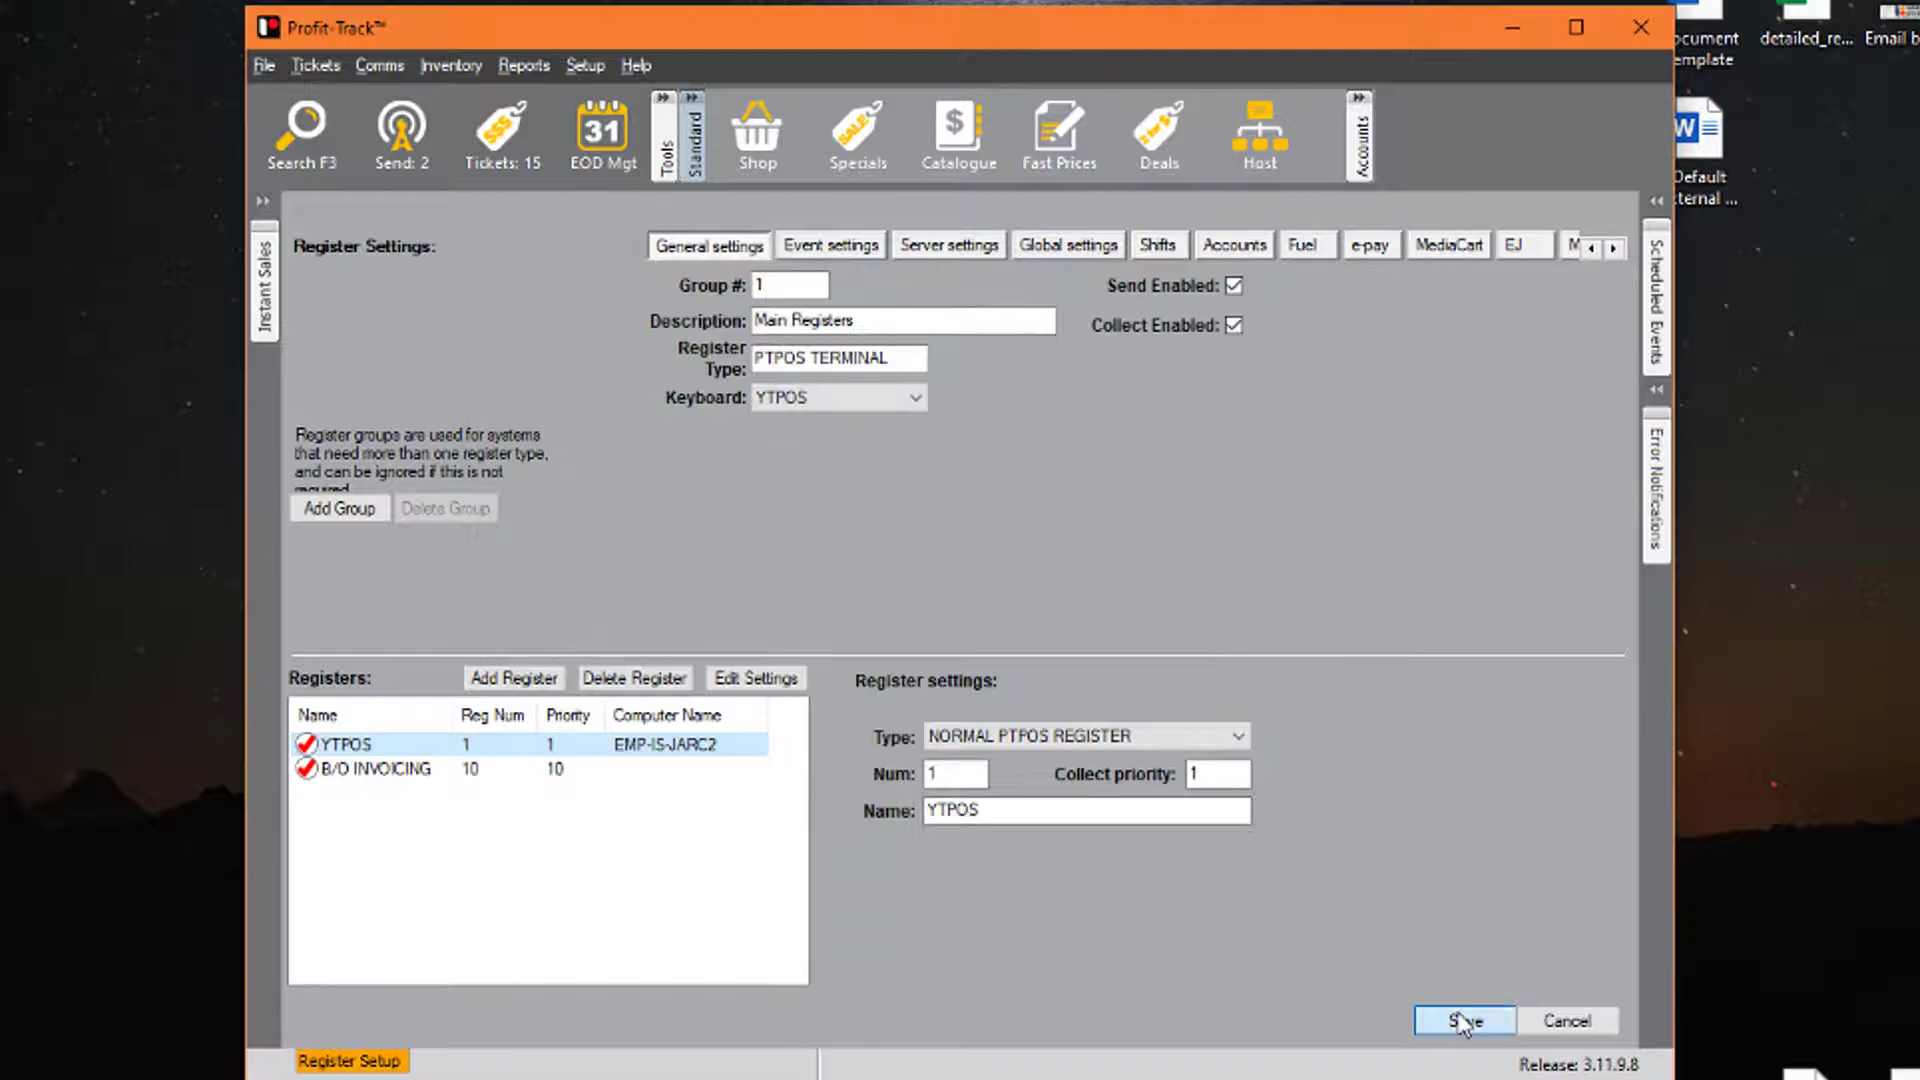 Profit-Track™
File Tickets Comms Inventory Reports Setup Help
Search F3
Send: 2
$$$
Tickets: 15
31
EOD Mgt
Tools
Standard
Shop
SALE
Specials
$
Catalogue
Fast Prices
Deals
Host
Accounts
Instant Sales
Scheduled Events
Error Notifications
Register Settings:
General settings Event settings Server settings Global settings Shifts Accounts Fuel e-pay MediaCart EJ
Group #: 1
Send Enabled:
Description: Main Registers
Collect Enabled:
Register
Type: PTPOS TERMINAL
Keyboard: YTPOS
Register groups are used for systems
that need more than one register type,
and can be ignored if this is not
required
Add Group Delete Group
Registers: Add Register Delete Register Edit Settings
Name Reg Num Priority Computer Name
YTPOS 1 1 EMP-IS-JARC2
B/O INVOICING 10 10
Register settings:
Type: NORMAL PTPOS REGISTER
Num: 1 Collect priority: 1
Name: YTPOS
Save Cancel
Register Setup
Release: 3.11.9.8
detailed_re...
W
Default